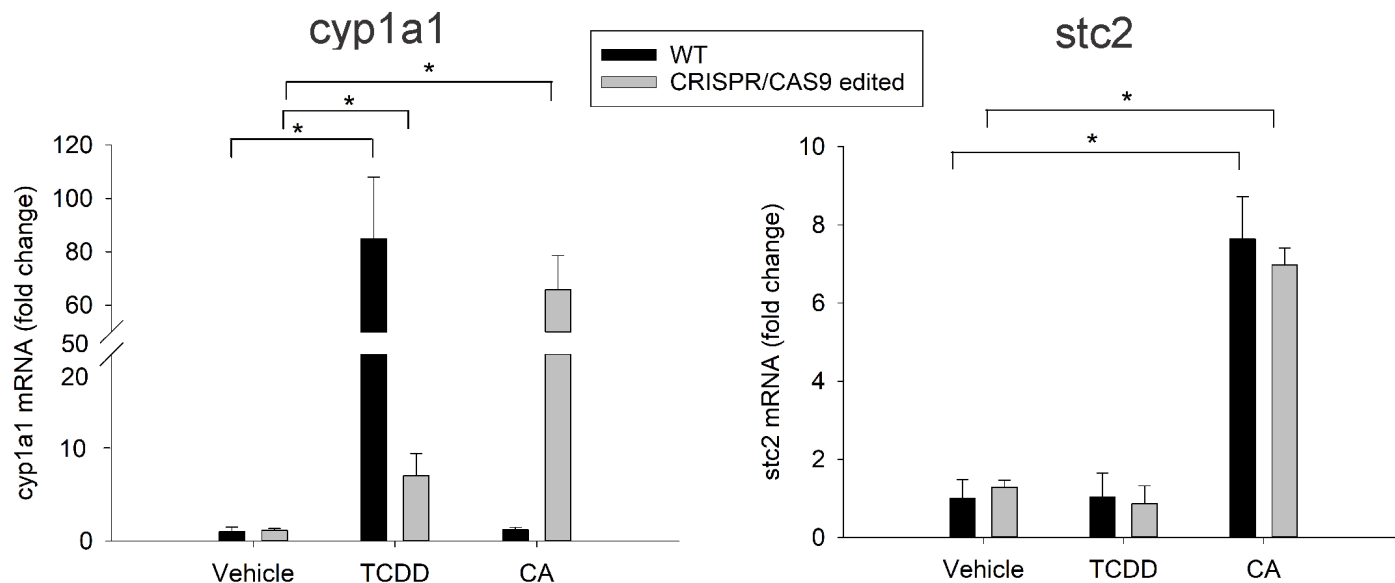 cyp1a1
WT
CRISPR/CAS9 edited
stc2
*
*
*
*
*
cyp1a1 mRNA (fold change)
120
100
80
60
50
20
10
0
Vehicle TCDD CA
stc2 mRNA (fold change)
10
8
6
4
2
0
Vehicle TCDD CA